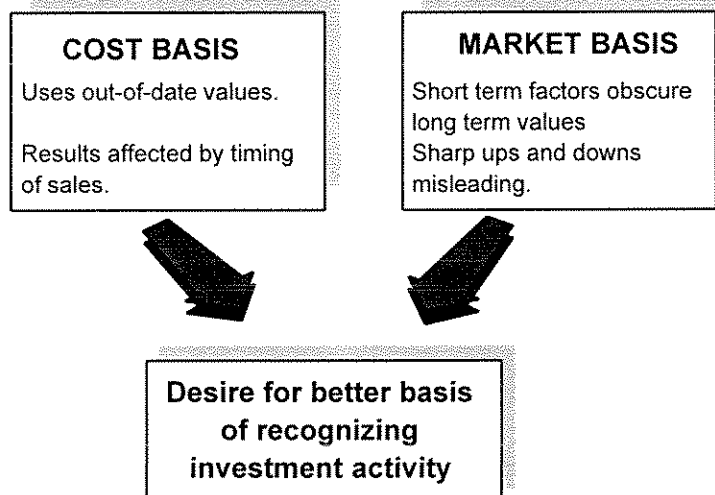 COST BASIS
Uses out-of-date values.
Results affected by timing
of sales.
MARKET BASIS
Short term factors obscure
long term values
Sharp ups and downs
misleading.
Desire for better basis
of recognizing
investment activity